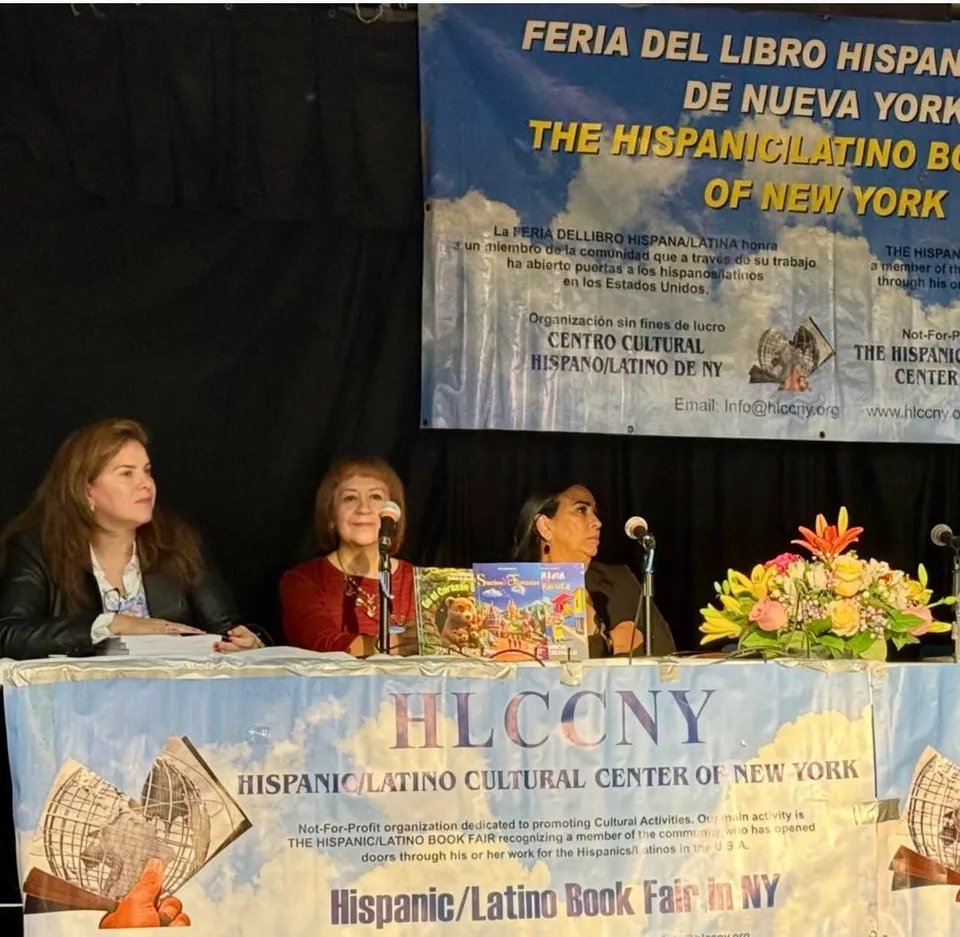 FERIA DEL LIBRO HISPAN
DE NUEVA YORK
THE HISPANIC/LATINO BO
OF NEW YORK
La FERIA DELLIBRO HISPANA/LATINA honra
a un miembro de la comunidad que a través de su trabajo
ha abierto puertas a los hispanos/latinos
en los Estados Unidos.
THE HISPAN
a member of th
through his or
Organización sin fines de lucro
CENTRO CULTURAL
HISPANO/LATINO DE NY
Not-For-P
THE HISPANIC
CENTER
Email: Info@hlccny.org
www.hlccny.o
HLCCNY
HISPANIC/LATINO CULTURAL CENTER OF NEW YORK
Not-For-Profit organization dedicated to promoting Cultural Activities. Our main activity is
THE HISPANIC/LATINO BOOK FAIR recognizing a member of the community who has opened
doors through his or her work for the Hispanics/Latinos in the U.S.A.
Hispanic/Latino Book Fair in NY